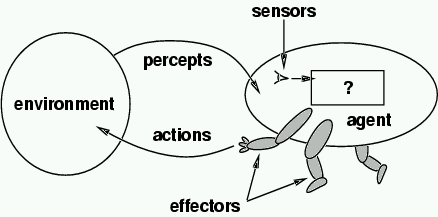 sensors
percepts
environment
?
agent
actions
effectors